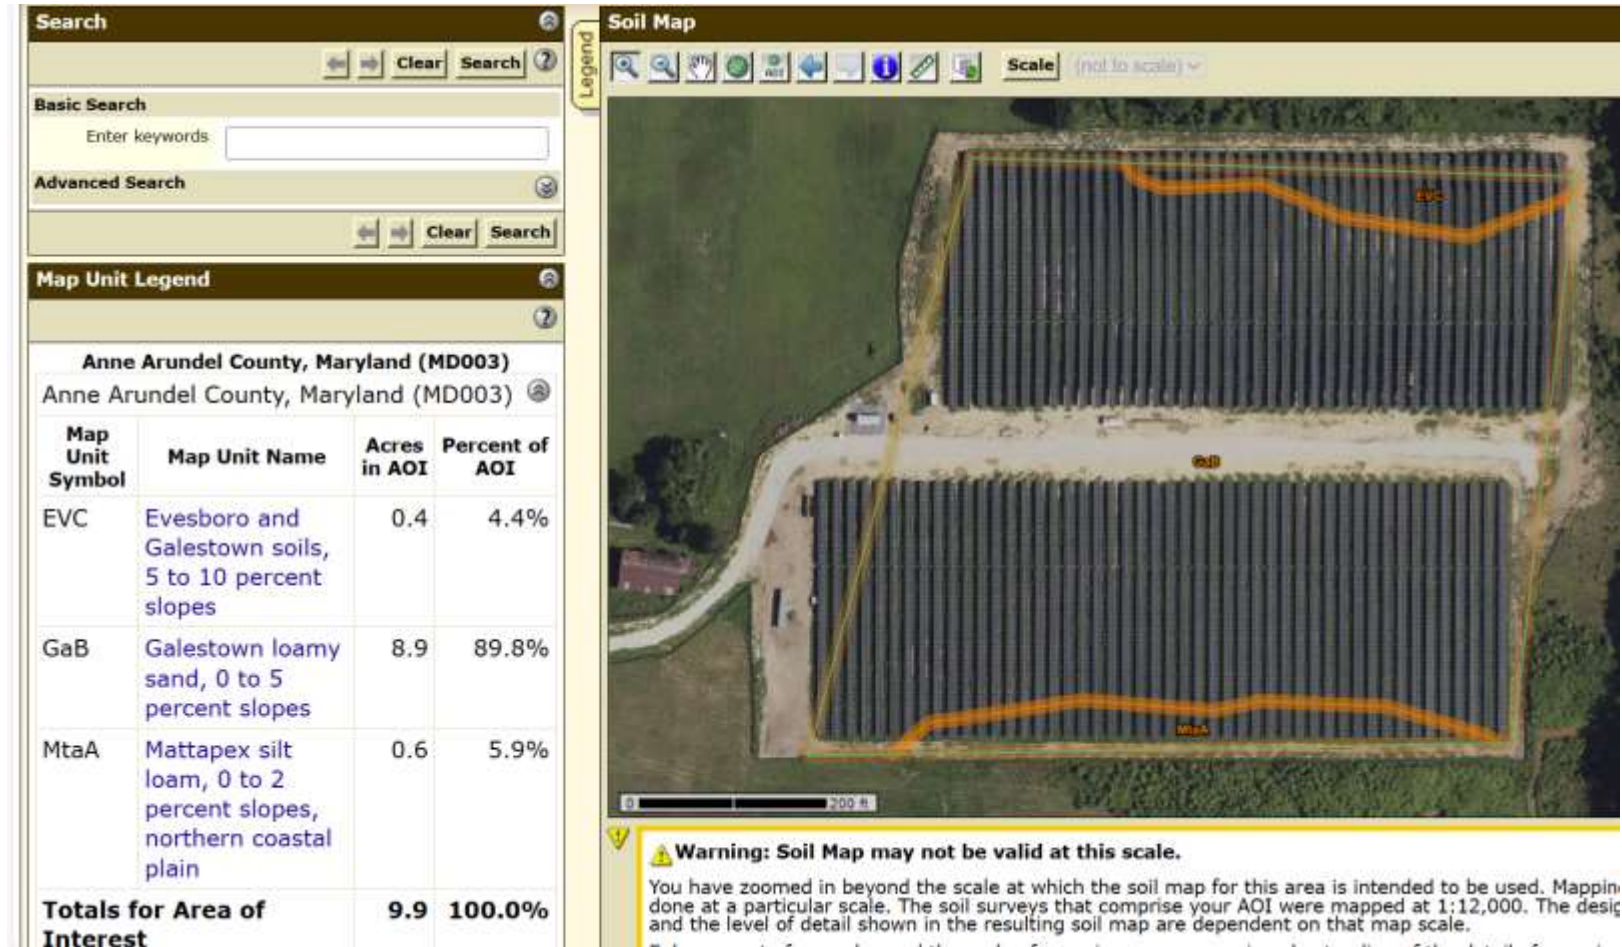 Search
Clear Search
Basic Search
Enter keywords
Advanced Search
Clear Search
Map Unit Legend
Anne Arundel County, Maryland (MD003)
Anne Arundel County, Maryland (MD003)
Map Unit Symbol
Map Unit Name
Acres in AOI
Percent of AOI
EVC
Evesboro and
Galestown soils,
5 to 10 percent
slopes
0.4
4.4%
GaB
Galestown loamy
sand, 0 to 5
percent slopes
8.9
89.8%
MtaA
Mattapex silt
loam, 0 to 2
percent slopes,
northern coastal
plain
0.6
5.9%
Totals for Area of
Interest
9.9
100.0%
Legend
Soil Map
AOI
Scale (not to scale)
EVC
GaB
MtaA
0 200 ft
Warning: Soil Map may not be valid at this scale.
You have zoomed in beyond the scale at which the soil map for this area is intended to be used. Mapping
done at a particular scale. The soil surveys that comprise your AOI were mapped at 1:12,000. The desig
and the level of detail shown in the resulting soil map are dependent on that map scale.